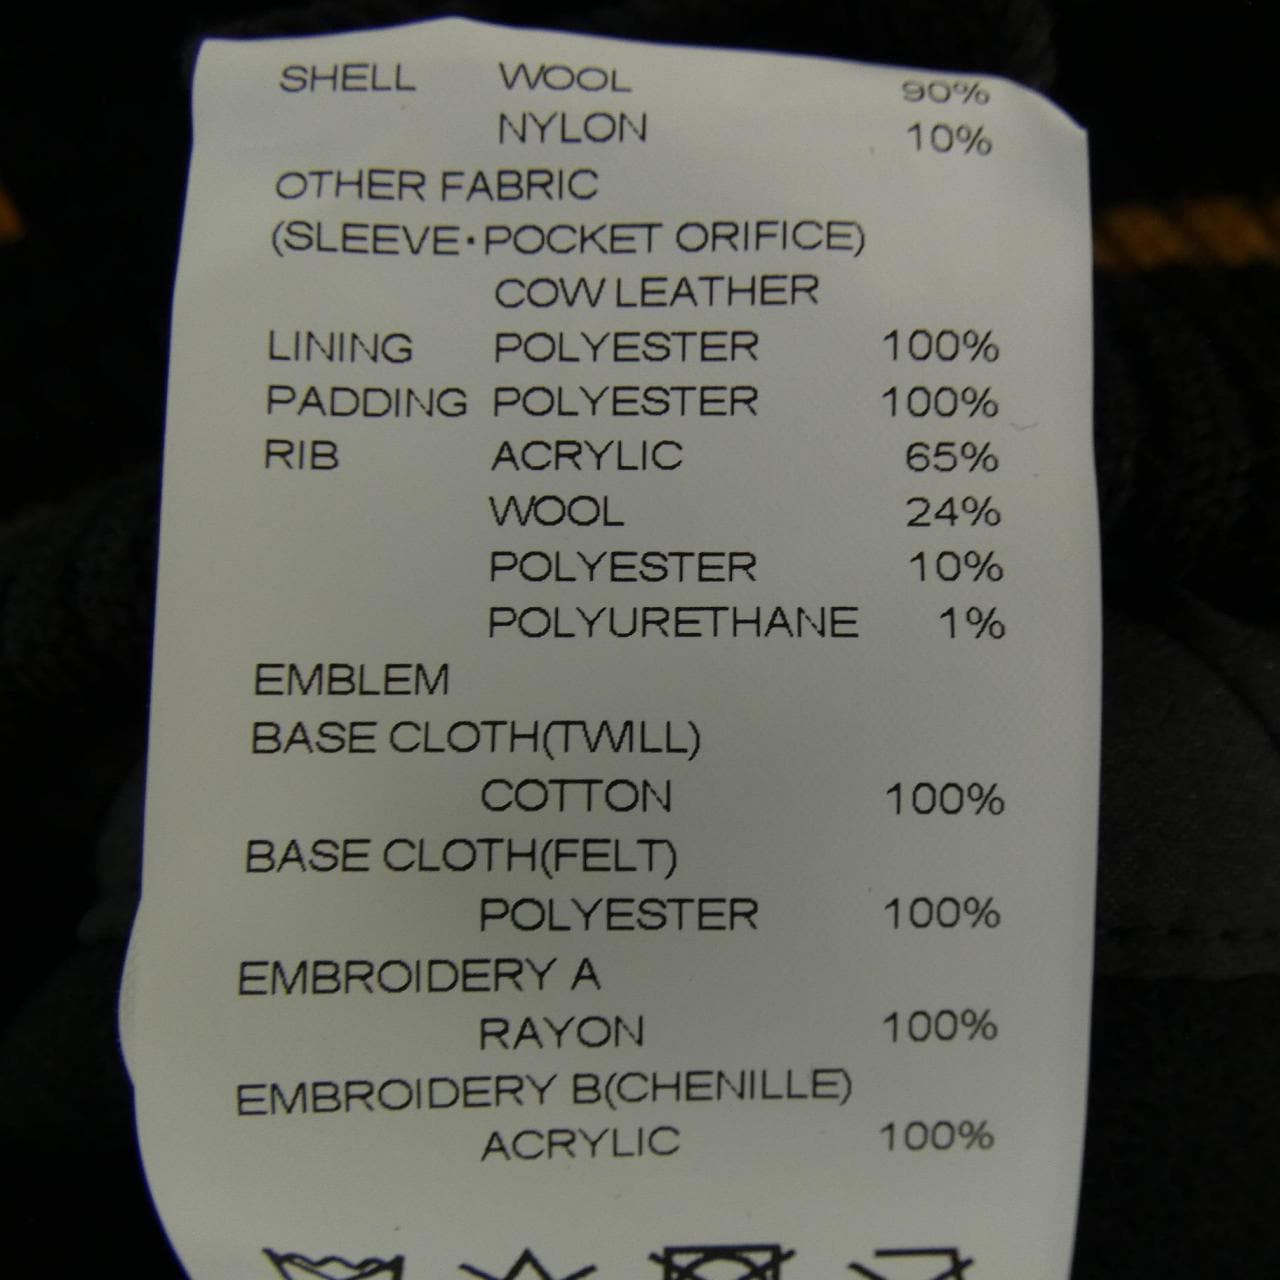 SHELL WOOL 90%
NYLON 10%
OTHER FABRIC
(SLEEVE・POCKET ORIFICE)
COW LEATHER
LINING POLYESTER 100%
PADDING POLYESTER 100%
RIB ACRYLIC 65%
WOOL 24%
POLYESTER 10%
POLYURETHANE 1%
EMBLEM
BASE CLOTH(TWILL)
COTTON 100%
BASE CLOTH(FELT)
POLYESTER 100%
EMBROIDERY A
RAYON 100%
EMBROIDERY B(CHENILLE)
ACRYLIC 100%